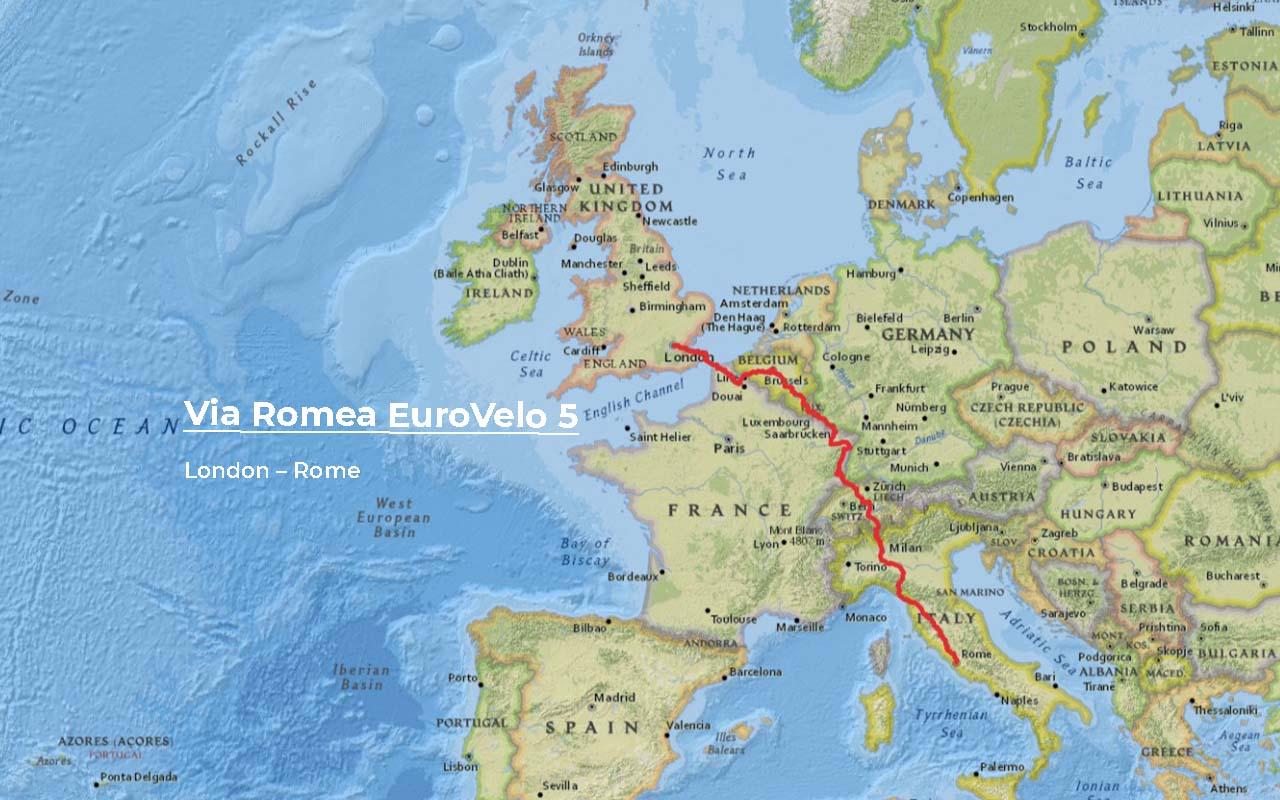 Helsinki
Stockholm
Tallinn
Vänern
ESTONIA
Orkney
Islands
Rockall Rise
SCOTLAND
North
Sea
Baltic
Sea
Riga
LATVIA
Edinburgh
Glasgow
UNITED
KINGDOM
NORTHERN
IRELAND
Newcastle
Belfast
DENMARK
Copenhagen
LITHUANIA
Vilnius
Douglas
Britain
Dublin
(Baile Átha Cliath)
IRELAND
Manchester
Leeds
Sheffield
Hamburg
Zone
NETHERLANDS
Amsterdam
Birmingham
Den Haag
(The Hague)
Rotterdam
Bielefeld
Berlin
GERMANY
Leipzig
Warsaw
POLAND
WALES
Cardiff
ENGLAND
London
Celtic
Sea
BELGIUM
Brussels
Cologne
Douai
English Channel
Frankfurt
Prague
Katowice
L'viv
CZECH REPUBLIC
(CZECHIA)
Via Romea EuroVelo 5
London – Rome
Nürnberg
Mannheim
Luxembourg
Saarbrücken
Saint Helier
Paris
Danube
Stuttgart
Munich
SLOVAKIA
Bratislava
Vienna
Zürich
LIECH
AUSTRIA
Budapest
HUNGARY
West
European
Basin
FRANCE
SWITZ
Mont Blanc
4807 m
Lyon
Ljubljana
SLOV
Zagreb
CROATIA
ROMANIA
Bay of
Biscay
Milan
Torino
Bordeaux
Belgrade
Bucharest
BOSN. &
HERZG.
SAN MARINO
Sarajevo
SERBIA
ITALY
Toulouse
Marseille
Monaco
Bilbao
Adriatic Sea
Prishtina
Sofia
MONT.
KOS.
Skopje
BULGARIA
Podgorica
ANDORRA
Rome
Iberian
Basin
Porto
Barcelona
Bari
ALBANIA
MACED.
Tirane
Madrid
Naples
PORTUGAL
SPAIN
Valencia
Illes
Balears
Tyrrhenian
Sea
Thessaloniki
Aegean
Sea
AZORES (AÇORES)
PORTUGAL
Azores
Ponta Delgada
Lisbon
GREECE
Palermo
Sevilla
Ionian
Athens